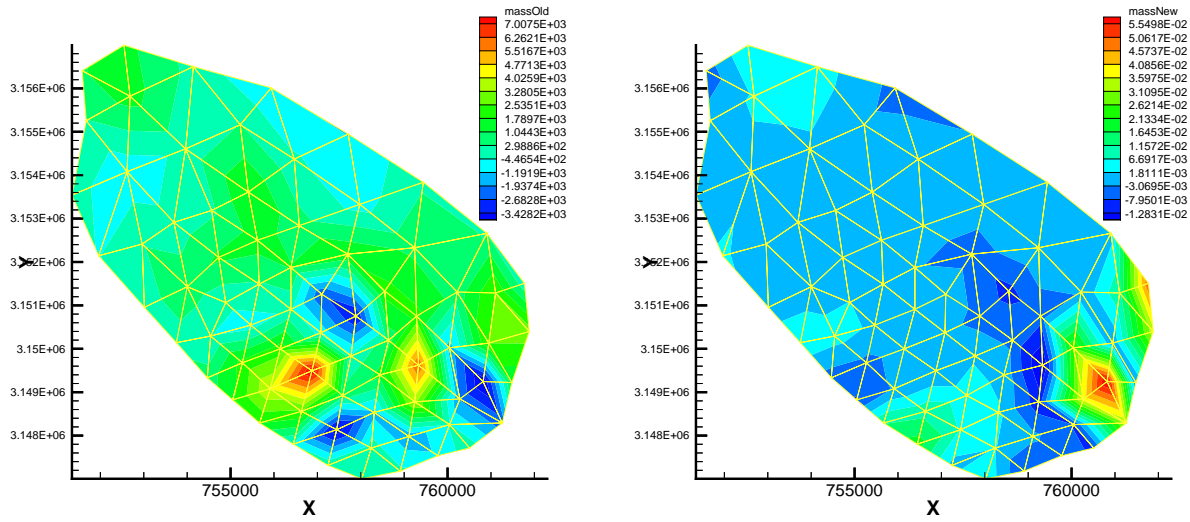 massOld
7.0075E+03
6.2621E+03
5.5167E+03
4.7713E+03
4.0259E+03
3.2805E+03
2.5351E+03
1.7897E+03
1.0443E+03
2.9886E+02
-4.4654E+02
-1.1919E+03
-1.9374E+03
-2.6828E+03
-3.4282E+03
3.156E+06
3.155E+06
3.154E+06
3.153E+06
3.152E+06
3.151E+06
3.15E+06
3.149E+06
3.148E+06
Y
755000
760000
X
massNew
5.5498E-02
5.0617E-02
4.5737E-02
4.0856E-02
3.5975E-02
3.1095E-02
2.6214E-02
2.1334E-02
1.6453E-02
1.1572E-02
6.6917E-03
1.8111E-03
-3.0695E-03
-7.9501E-03
-1.2831E-02
3.156E+06
3.155E+06
3.154E+06
3.153E+06
3.152E+06
3.151E+06
3.15E+06
3.149E+06
3.148E+06
Y
755000
760000
X